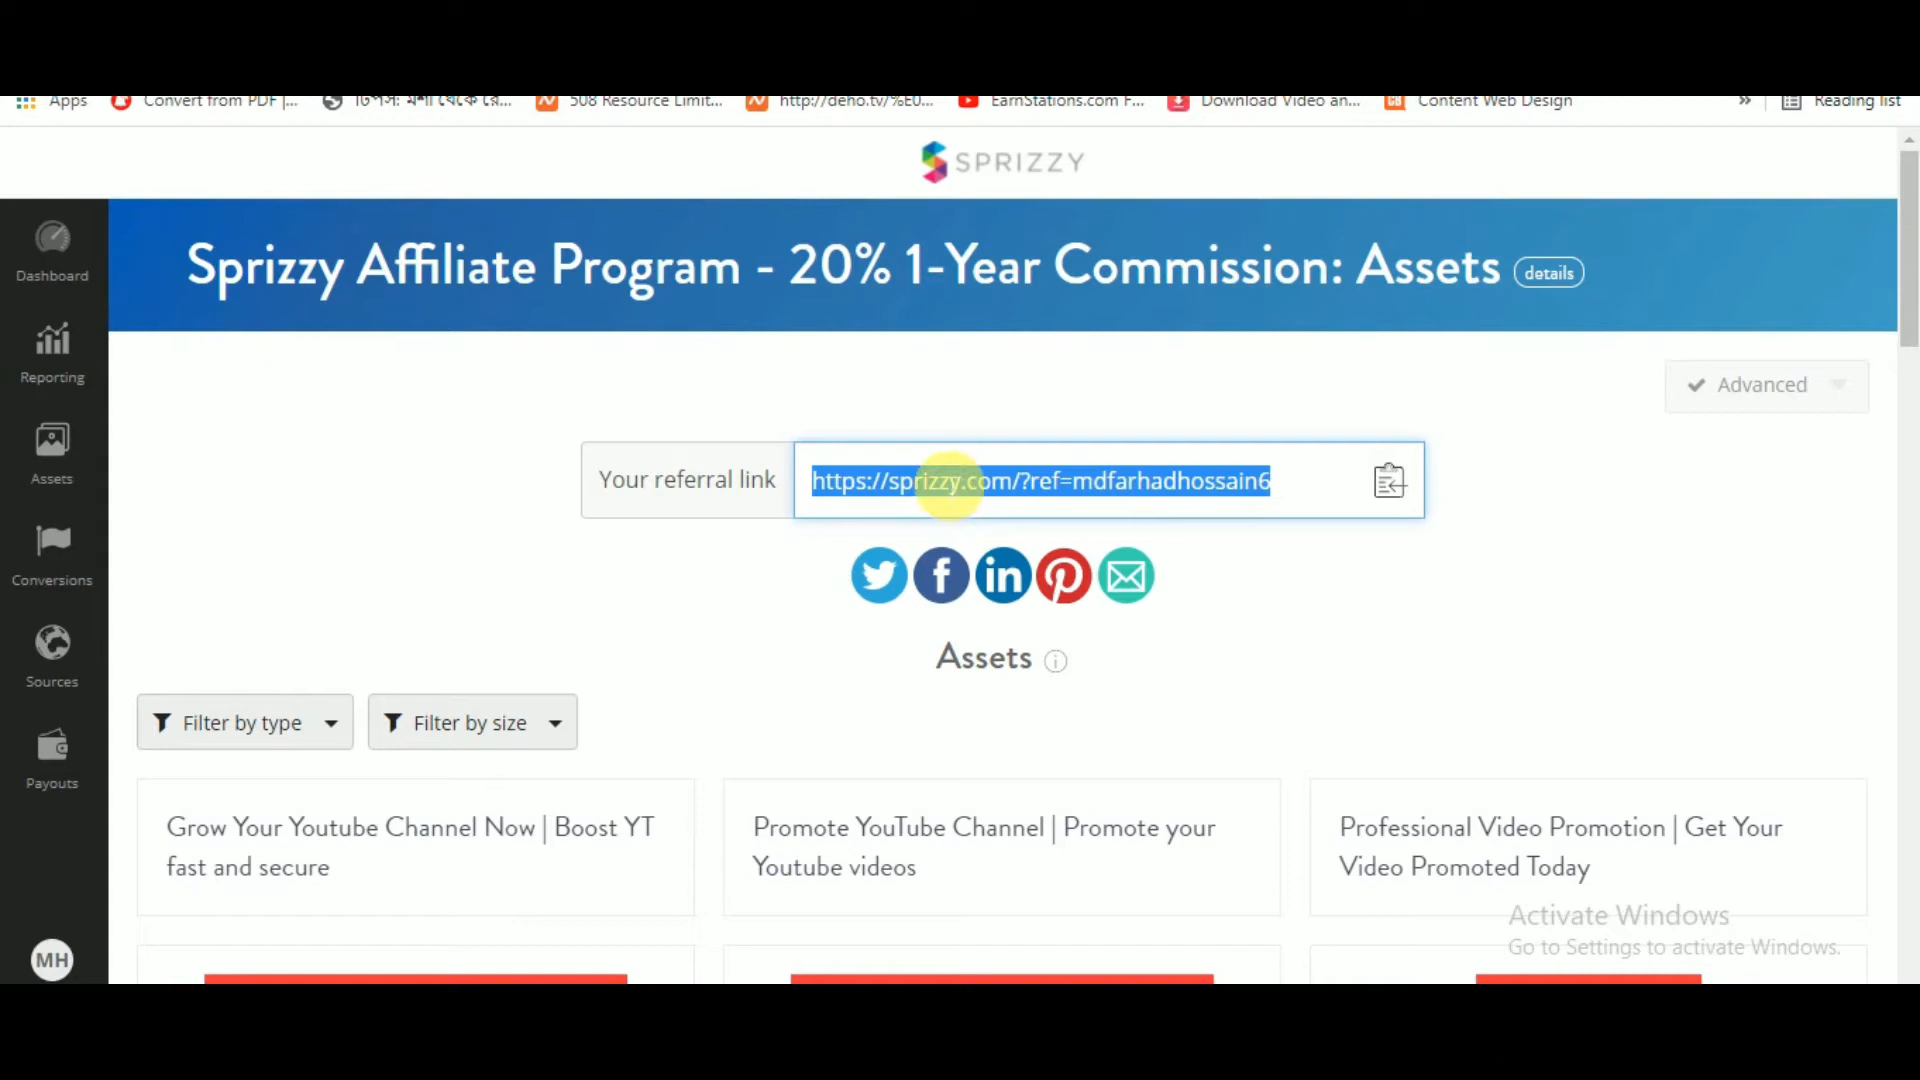 Apps Convert from PDF |... 508 Resource Limit... http://deho.tv/%E0... EarnStations.com F... Download Video an... Content Web Design » Reading list
SPRIZZY
Sprizzy Affiliate Program - 20% 1-Year Commission: Assets details
Dashboard
Reporting
Advanced
Your referral link https://sprizzy.com/?ref=mdfarhadhossain6
Assets
Conversions
Sources
Payouts
MH
Assets
Filter by type Filter by size
Grow Your Youtube Channel Now | Boost YT
fast and secure
Promote YouTube Channel | Promote your
Youtube videos
Professional Video Promotion | Get Your
Video Promoted Today
Activate Windows
Go to Settings to activate Windows.